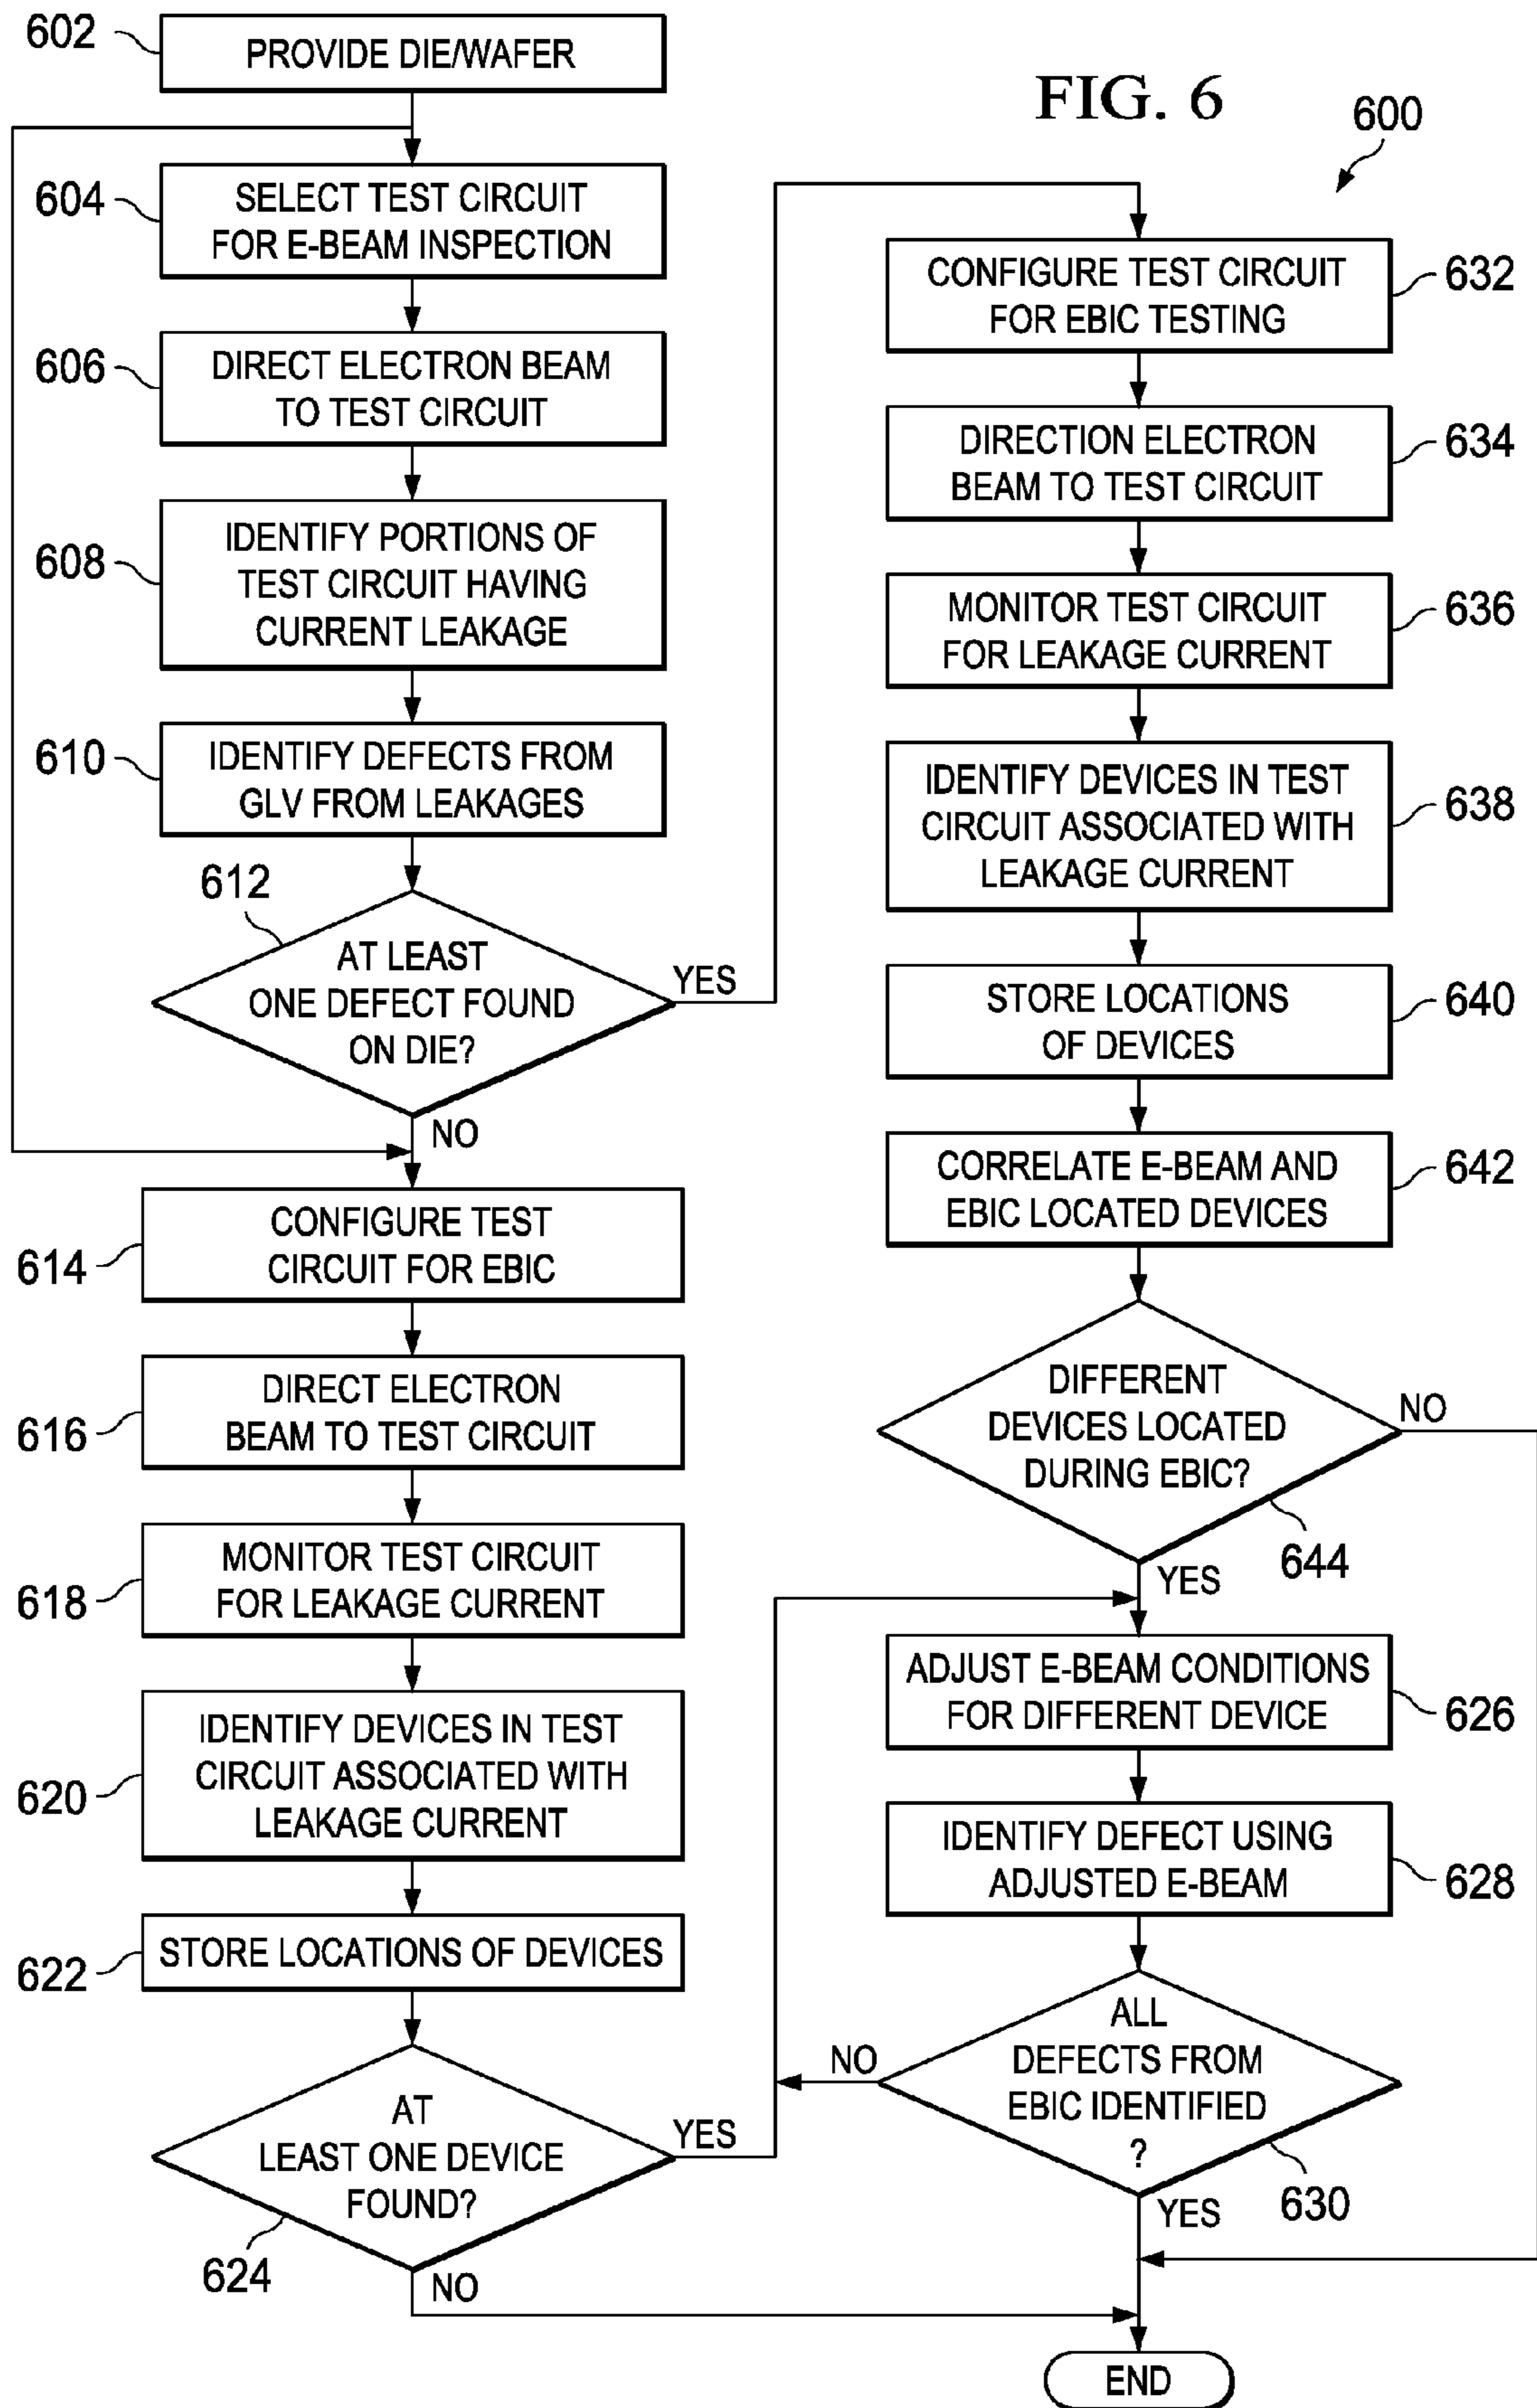 FIG. 6
600
602
PROVIDE DIE/WAFER
604
SELECT TEST CIRCUIT
FOR E-BEAM INSPECTION
606
DIRECT ELECTRON BEAM
TO TEST CIRCUIT
608
IDENTIFY PORTIONS OF
TEST CIRCUIT HAVING
CURRENT LEAKAGE
610
IDENTIFY DEFECTS FROM
GLV FROM LEAKAGES
612
AT LEAST
ONE DEFECT FOUND
ON DIE?
YES
NO
614
CONFIGURE TEST
CIRCUIT FOR EBIC
616
DIRECT ELECTRON
BEAM TO TEST CIRCUIT
618
MONITOR TEST CIRCUIT
FOR LEAKAGE CURRENT
620
IDENTIFY DEVICES IN TEST
CIRCUIT ASSOCIATED WITH
LEAKAGE CURRENT
622
STORE LOCATIONS OF DEVICES
AT
LEAST ONE DEVICE
FOUND?
624
YES
NO
CONFIGURE TEST CIRCUIT
FOR EBIC TESTING
632
DIRECTION ELECTRON
BEAM TO TEST CIRCUIT
634
MONITOR TEST CIRCUIT
FOR LEAKAGE CURRENT
636
IDENTIFY DEVICES IN TEST
CIRCUIT ASSOCIATED WITH
LEAKAGE CURRENT
638
STORE LOCATIONS
OF DEVICES
640
CORRELATE E-BEAM AND
EBIC LOCATED DEVICES
642
DIFFERENT
DEVICES LOCATED
DURING EBIC?
NO
644
YES
ADJUST E-BEAM CONDITIONS
FOR DIFFERENT DEVICE
626
IDENTIFY DEFECT USING
ADJUSTED E-BEAM
628
ALL
DEFECTS FROM
EBIC IDENTIFIED
?
NO
630
YES
END